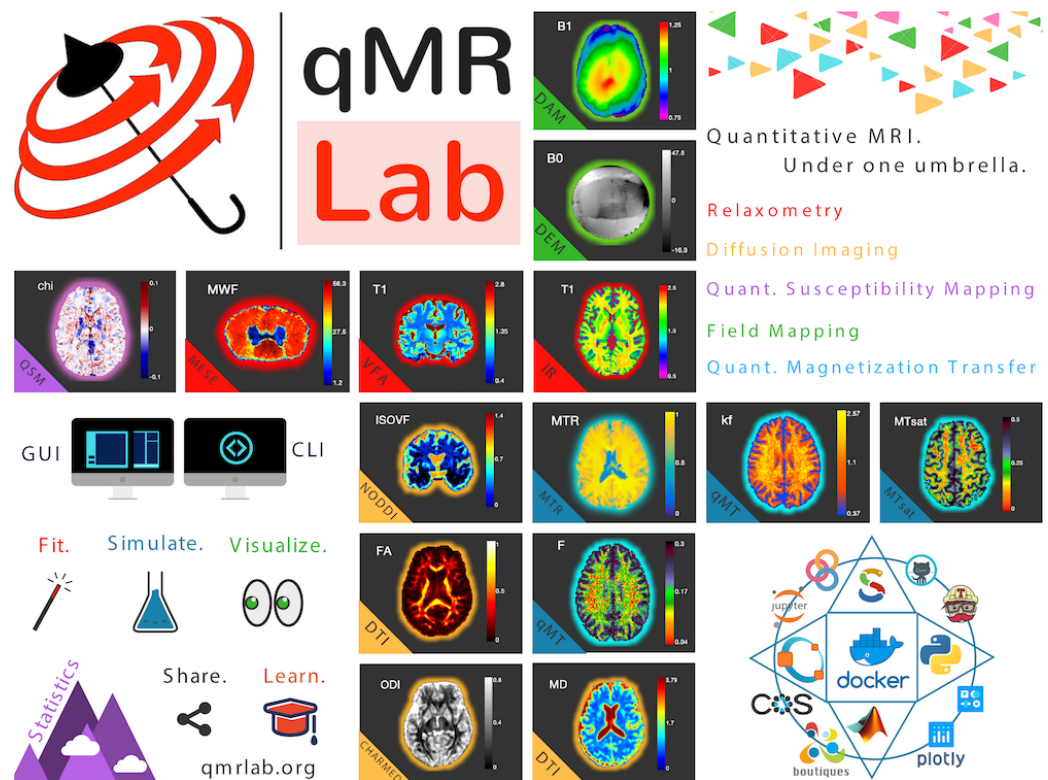 qMR
Lab
B1
1.25
1
0.75
DAM
B0
47.5
0
-16.3
DEM
Quantitative MRI.
Under one umbrella.
Relaxometry
Diffusion Imaging
Quant. Susceptibility Mapping
Field Mapping
Quant. Magnetization Transfer
chi
0.1
0
-0.1
QSM
MWF
56.3
27.5
1.2
MESE
T1
2.8
1.35
0.4
VFA
T1
2.5
1.5
0.5
IR
GUI
CLI
ISOVF
1.4
0.7
0
NODDI
MTR
1
0.5
0
MTR
kf
2.57
1.1
0.37
qMT
MTsat
0.5
0.25
0
MTsat
Fit.
Simulate.
Visualize.
FA
1
0.5
0
DTI
F
0.3
0.17
0.04
qMT
Statistics
Share.
Learn.
qmrlab.org
ODI
0.8
0.4
0
CHARMED
MD
3.79
1.7
0
DTI
jupyter
T
docker
COS
boutiques
plotly